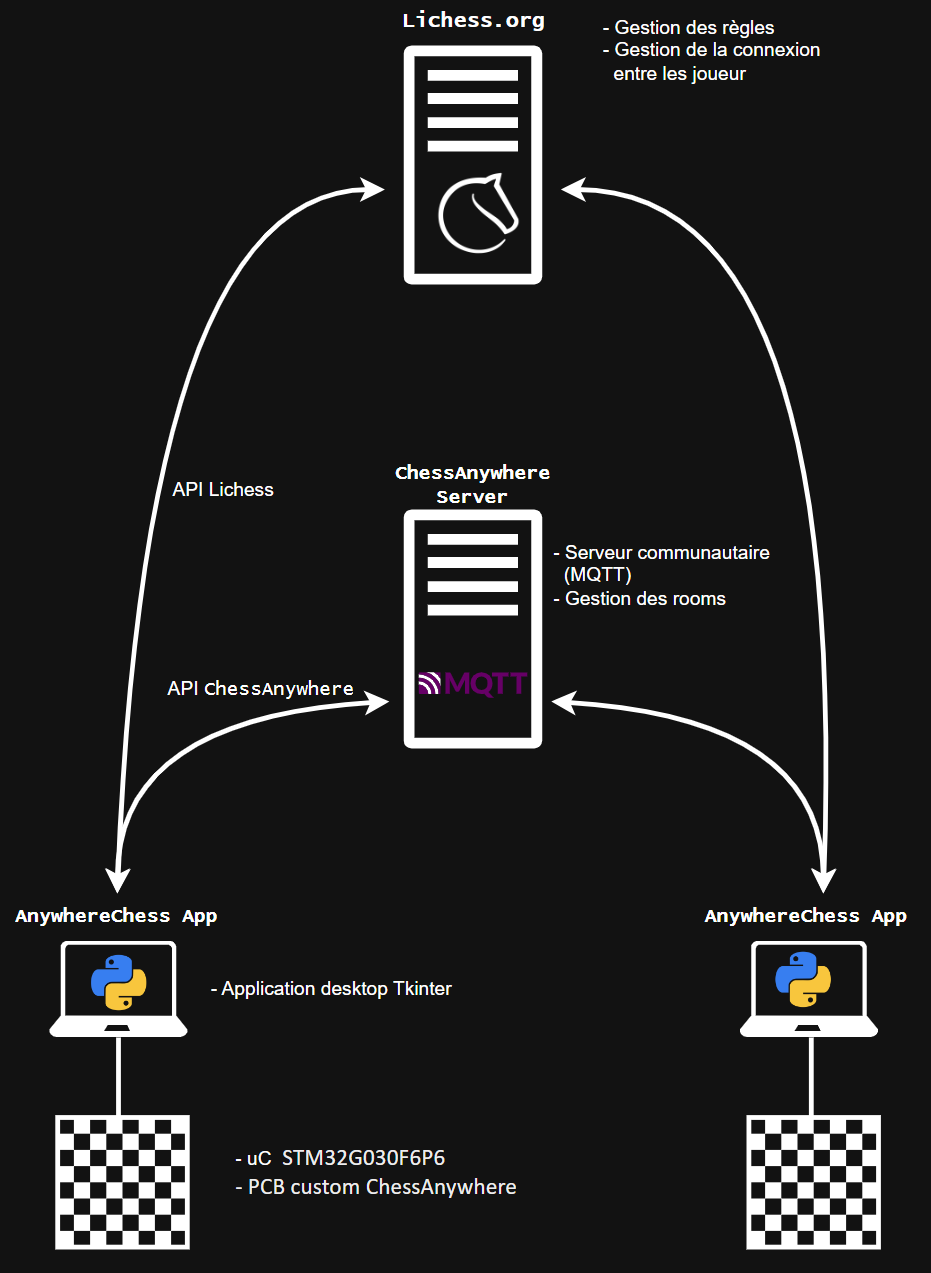 Lichess.org
- Gestion des règles
- Gestion de la connexion
entre les joueur
API Lichess
ChessAnywhere
Server
- Serveur communautaire
(MQTT)
- Gestion des rooms
MQTT
API ChessAnywhere
AnywhereChess App
AnywhereChess App
- Application desktop Tkinter
- uC STM32G030F6P6
- PCB custom ChessAnywhere